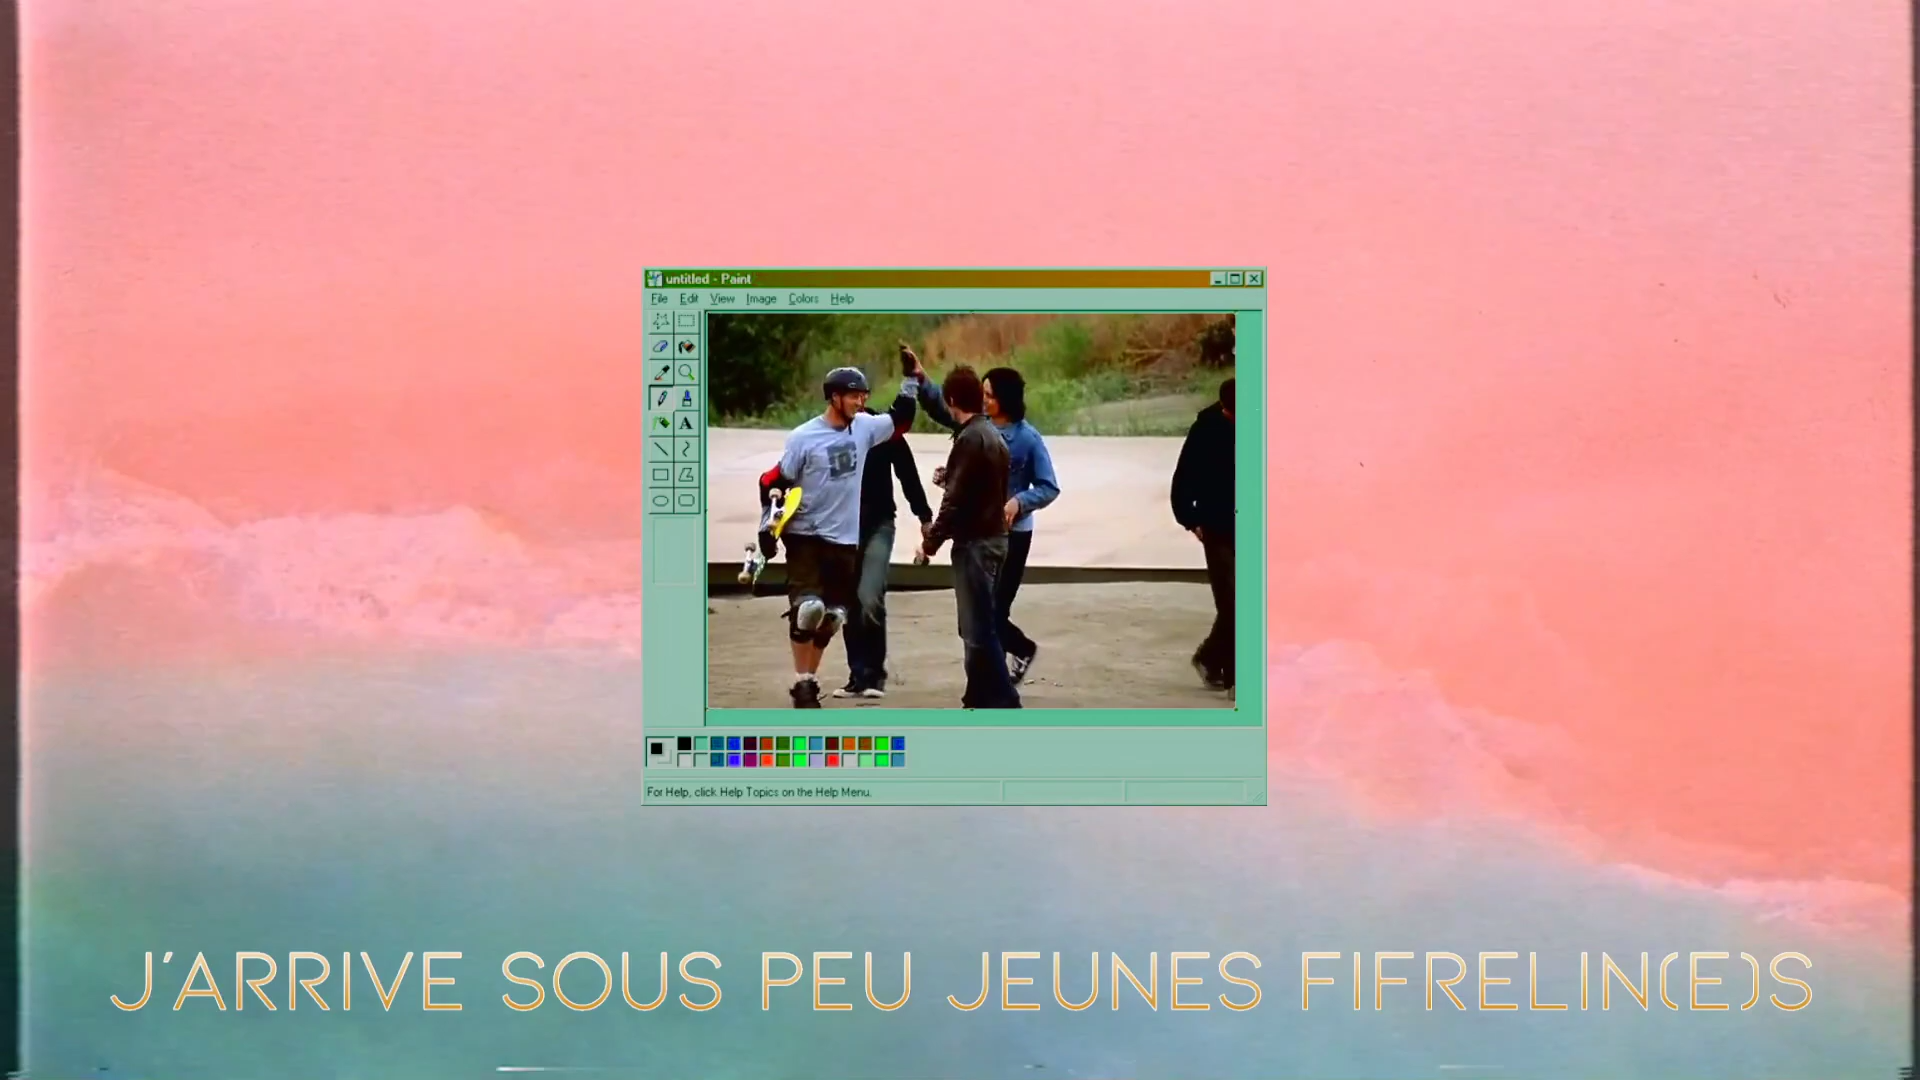 untitled - Paint
File Edit View Image Colors Help
A
For Help, click Help Topics on the Help Menu.
J'ARRIVE SOUS PEU JEUNES FIFRELIN(E)S